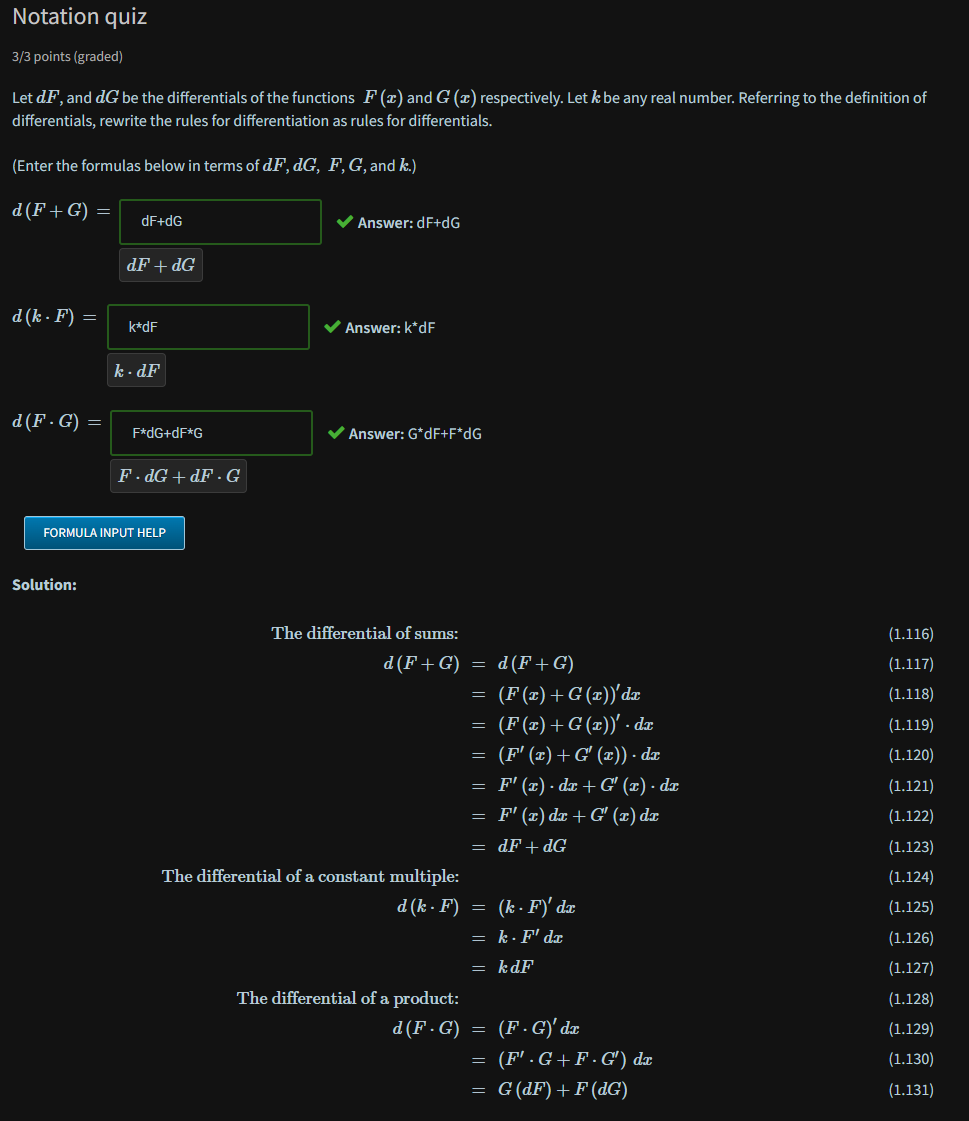 Notation quiz
3/3 points (graded)
Let dF, and dG be the differentials of the functions F (x) and G (x) respectively. Let k be any real number. Referring to the definition of
differentials, rewrite the rules for differentiation as rules for differentials.
(Enter the formulas below in terms of dF, dG, F, G, and k.)
d (F + G) = dF+dG ✔ Answer: dF+dG
dF + dG
d (k · F) = k*dF ✔ Answer: k*dF
k · dF
d (F · G) = F*dG+dF*G ✔ Answer: G*dF+F*dG
F · dG + dF · G
FORMULA INPUT HELP
Solution:
The differential of sums: (1.116)
d (F + G) = d (F + G) (1.117)
= (F (x) + G (x))′dx (1.118)
= (F (x) + G (x))′ · dx (1.119)
= (F′ (x) + G′ (x)) · dx (1.120)
= F′ (x) · dx + G′ (x) · dx (1.121)
= F′ (x) dx + G′ (x) dx (1.122)
= dF + dG (1.123)
The differential of a constant multiple: (1.124)
d (k · F) = (k · F)′ dx (1.125)
= k · F′ dx (1.126)
= k dF (1.127)
The differential of a product: (1.128)
d (F · G) = (F · G)′ dx (1.129)
= (F′ · G + F · G′) dx (1.130)
= G (dF) + F (dG) (1.131)